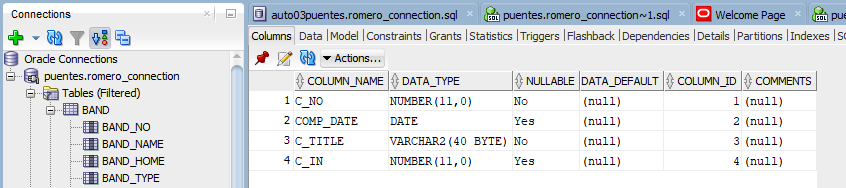 Connections
Oracle Connections
puentes.romero_connection
Tables (Filtered)
BAND
BAND_NO
BAND_NAME
BAND_HOME
BAND_TYPE
auto03puentes.romero_connection.sql puentes.romero_connection~1.sql Welcome Page
Columns Data Model Constraints Grants Statistics Triggers Flashback Dependencies Details Partitions Indexes SQL
Actions...
COLUMN_NAME DATA_TYPE NULLABLE DATA_DEFAULT COLUMN_ID COMMENTS
1 C_NO NUMBER(11,0) No (null) 1 (null)
2 COMP_DATE DATE Yes (null) 2 (null)
3 C_TITLE VARCHAR2(40 BYTE) No (null) 3 (null)
4 C_IN NUMBER(11,0) Yes (null) 4 (null)